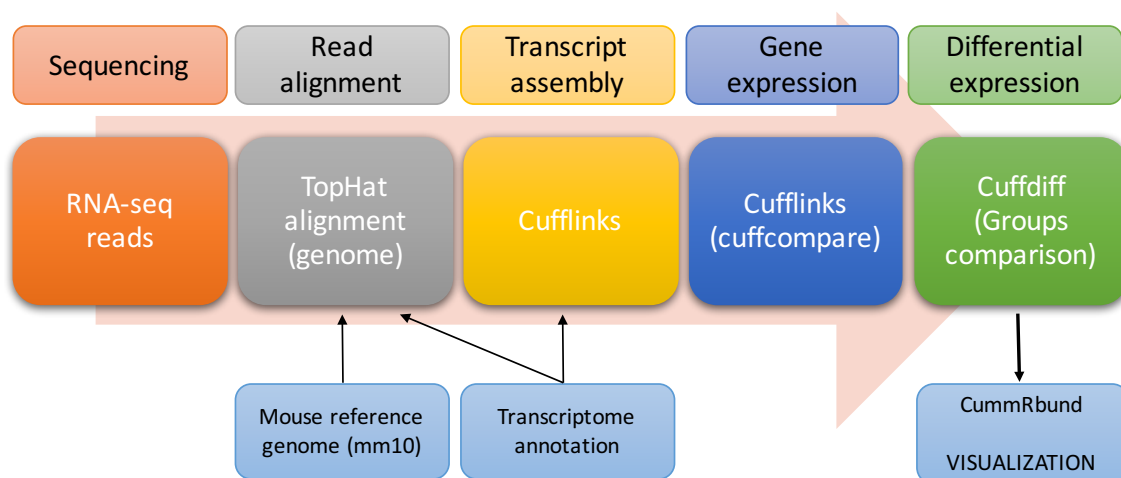 Sequencing
Read
alignment
Transcript
assembly
Gene
expression
Differential
expression
RNA-seq
reads
TopHat
alignment
(genome)
Cufflinks
Cufflinks
(cuffcompare)
Cuffdiff
(Groups
comparison)
Mouse reference
genome (mm10)
Transcriptome
annotation
CummRbund
VISUALIZATION